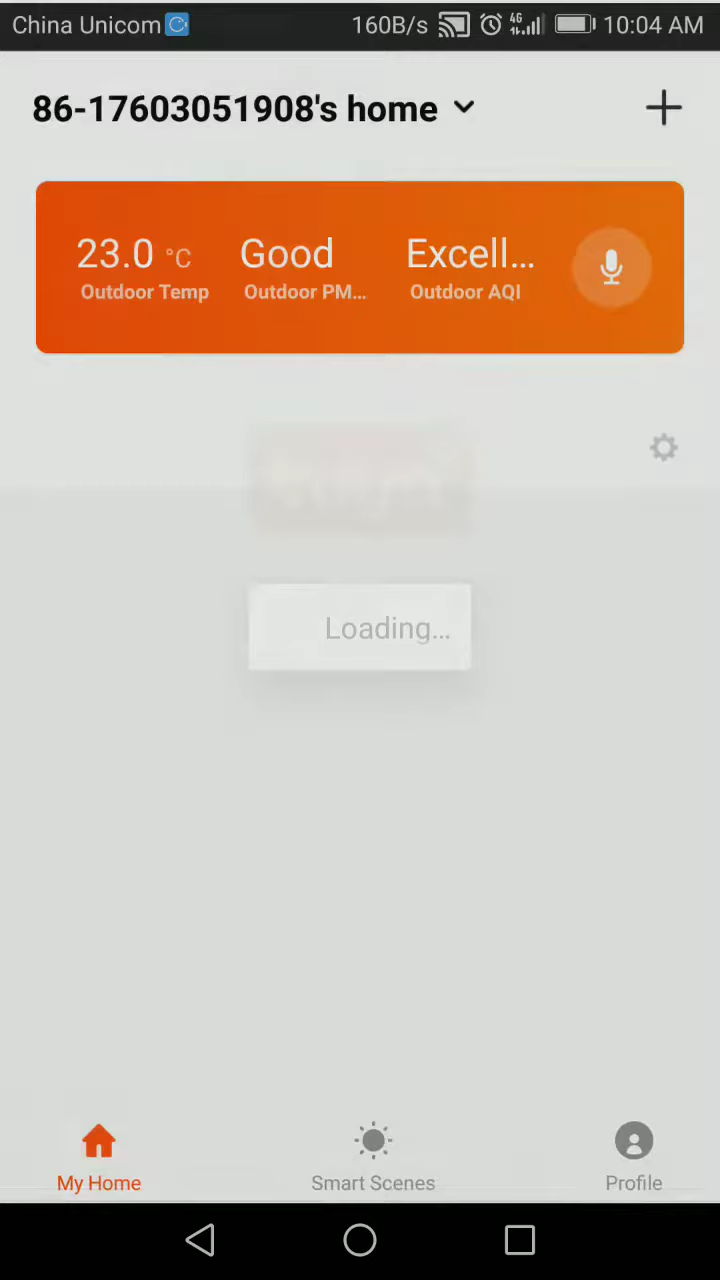 China Unicom 160B/s 4G 10:04 AM
86-17603051908's home
23.0 °C Good Excell...
Outdoor Temp Outdoor PM... Outdoor AQI
Loading...
My Home Smart Scenes Profile